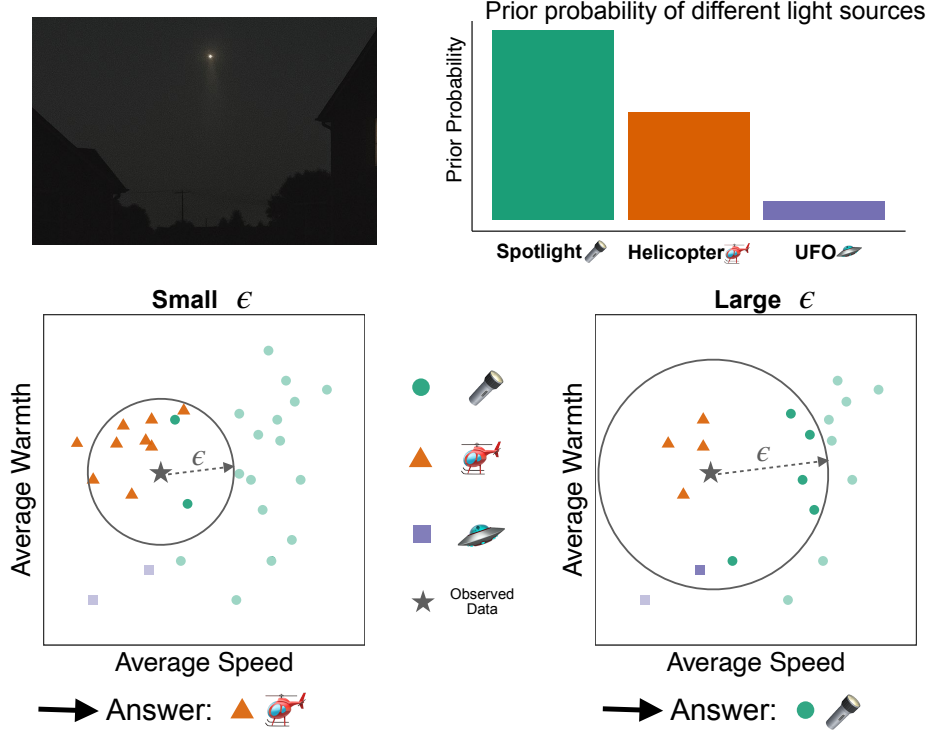 Prior probability of different light sources
Prior Probability
Spotlight
Helicopter
UFO
Small ϵ
Large ϵ
Average Warmth
ϵ
Average Speed
Observed
Data
Average Warmth
ϵ
Average Speed
Answer:
Answer: